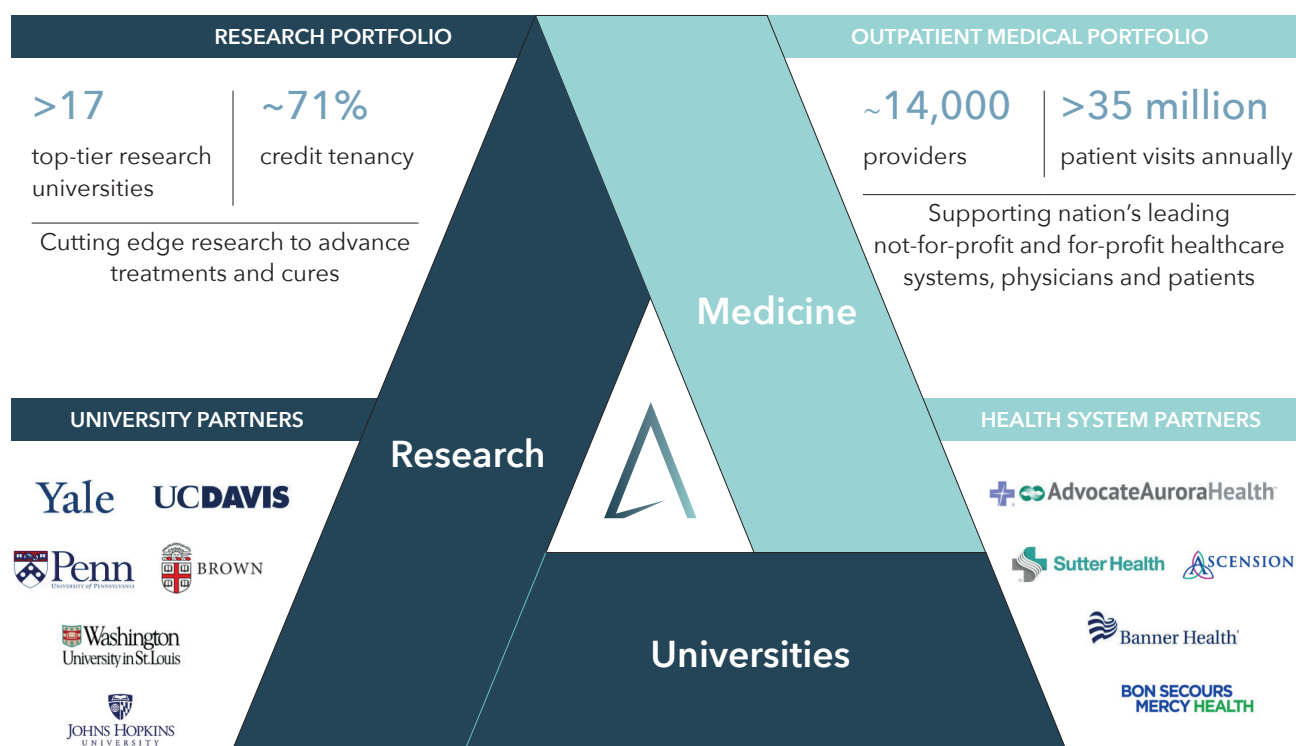 RESEARCH PORTFOLIO
>17
top-tier research
universities
~71%
credit tenancy
Cutting edge research to advance
treatments and cures
OUTPATIENT MEDICAL PORTFOLIO
~14,000
providers
>35 million
patient visits annually
Supporting nation’s leading
not-for-profit and for-profit healthcare
systems, physicians and patients
Medicine
Research
Universities
UNIVERSITY PARTNERS
Yale
UCDAVIS
Penn
UNIVERSITY of PENNSYLVANIA
BROWN
Washington
University in St. Louis
JOHNS HOPKINS
UNIVERSITY
HEALTH SYSTEM PARTNERS
AdvocateAuroraHealth
Sutter Health
ASCENSION
Banner Health
BON SECOURS
MERCY HEALTH